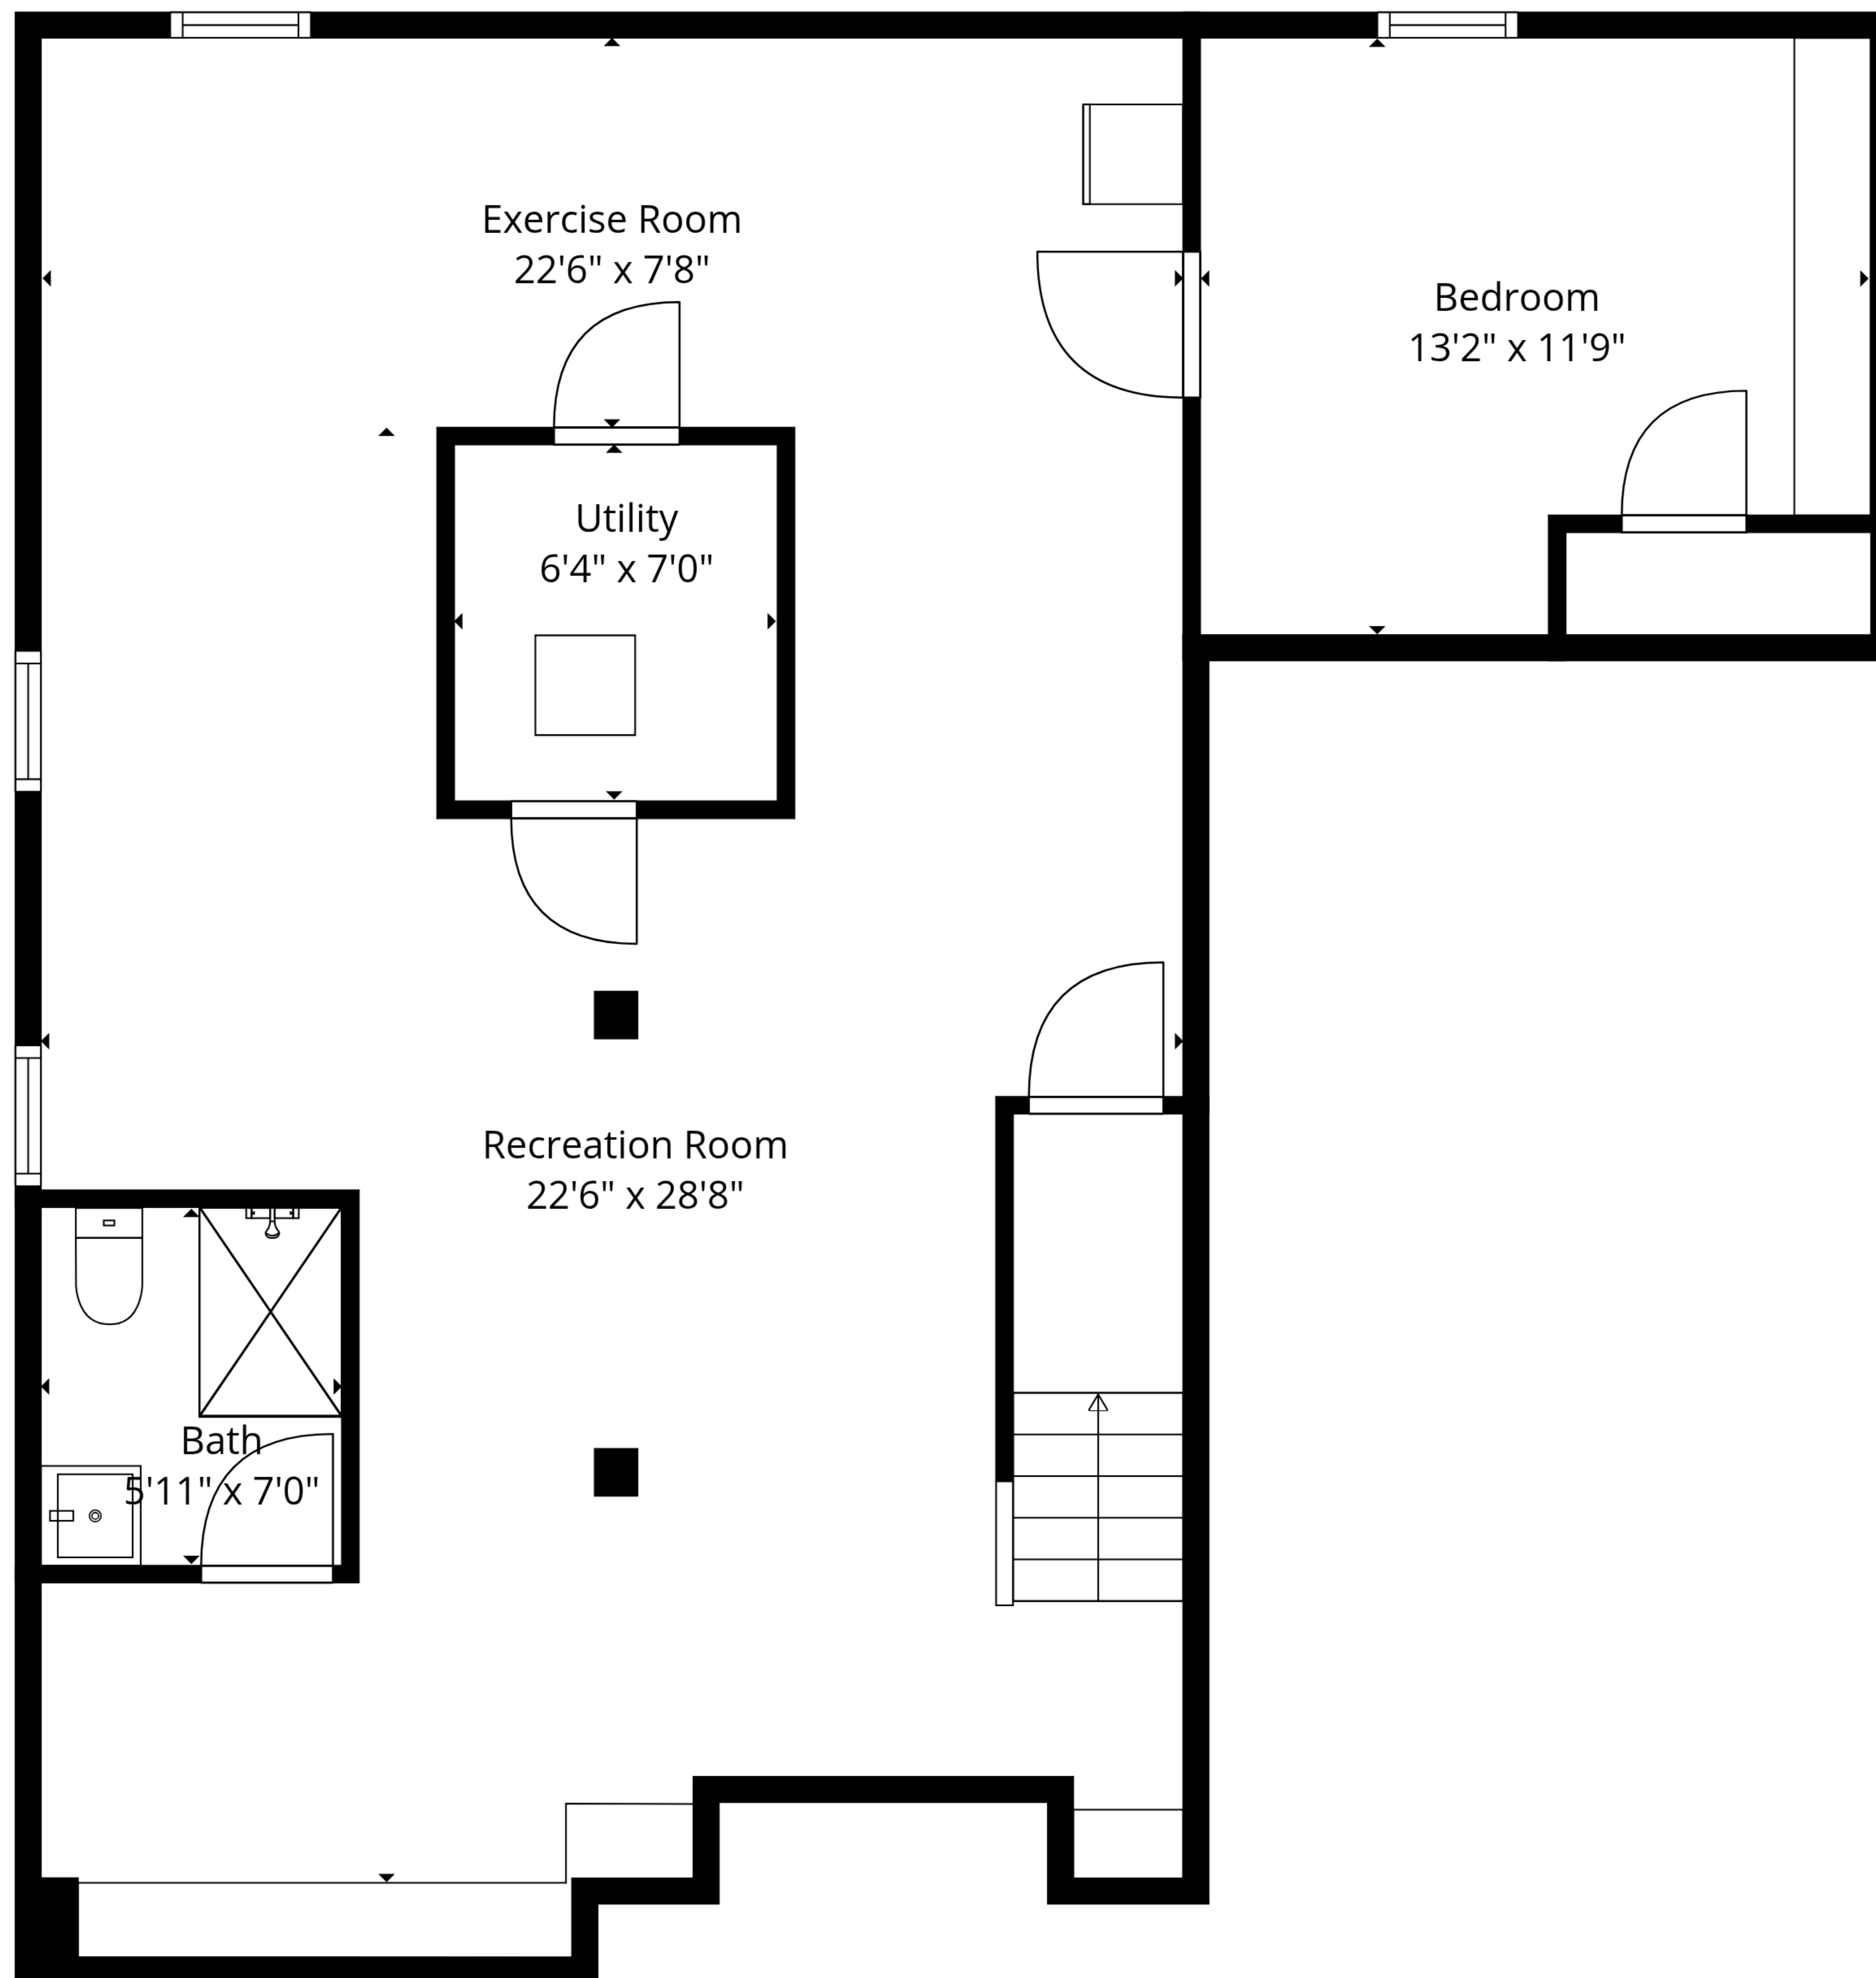 Exercise Room
22'6" x 7'8"
Bedroom
13'2" x 11'9"
Utility
6'4" x 7'0"
Recreation Room
22'6" x 28'8"
Bath
5'11" x 7'0"